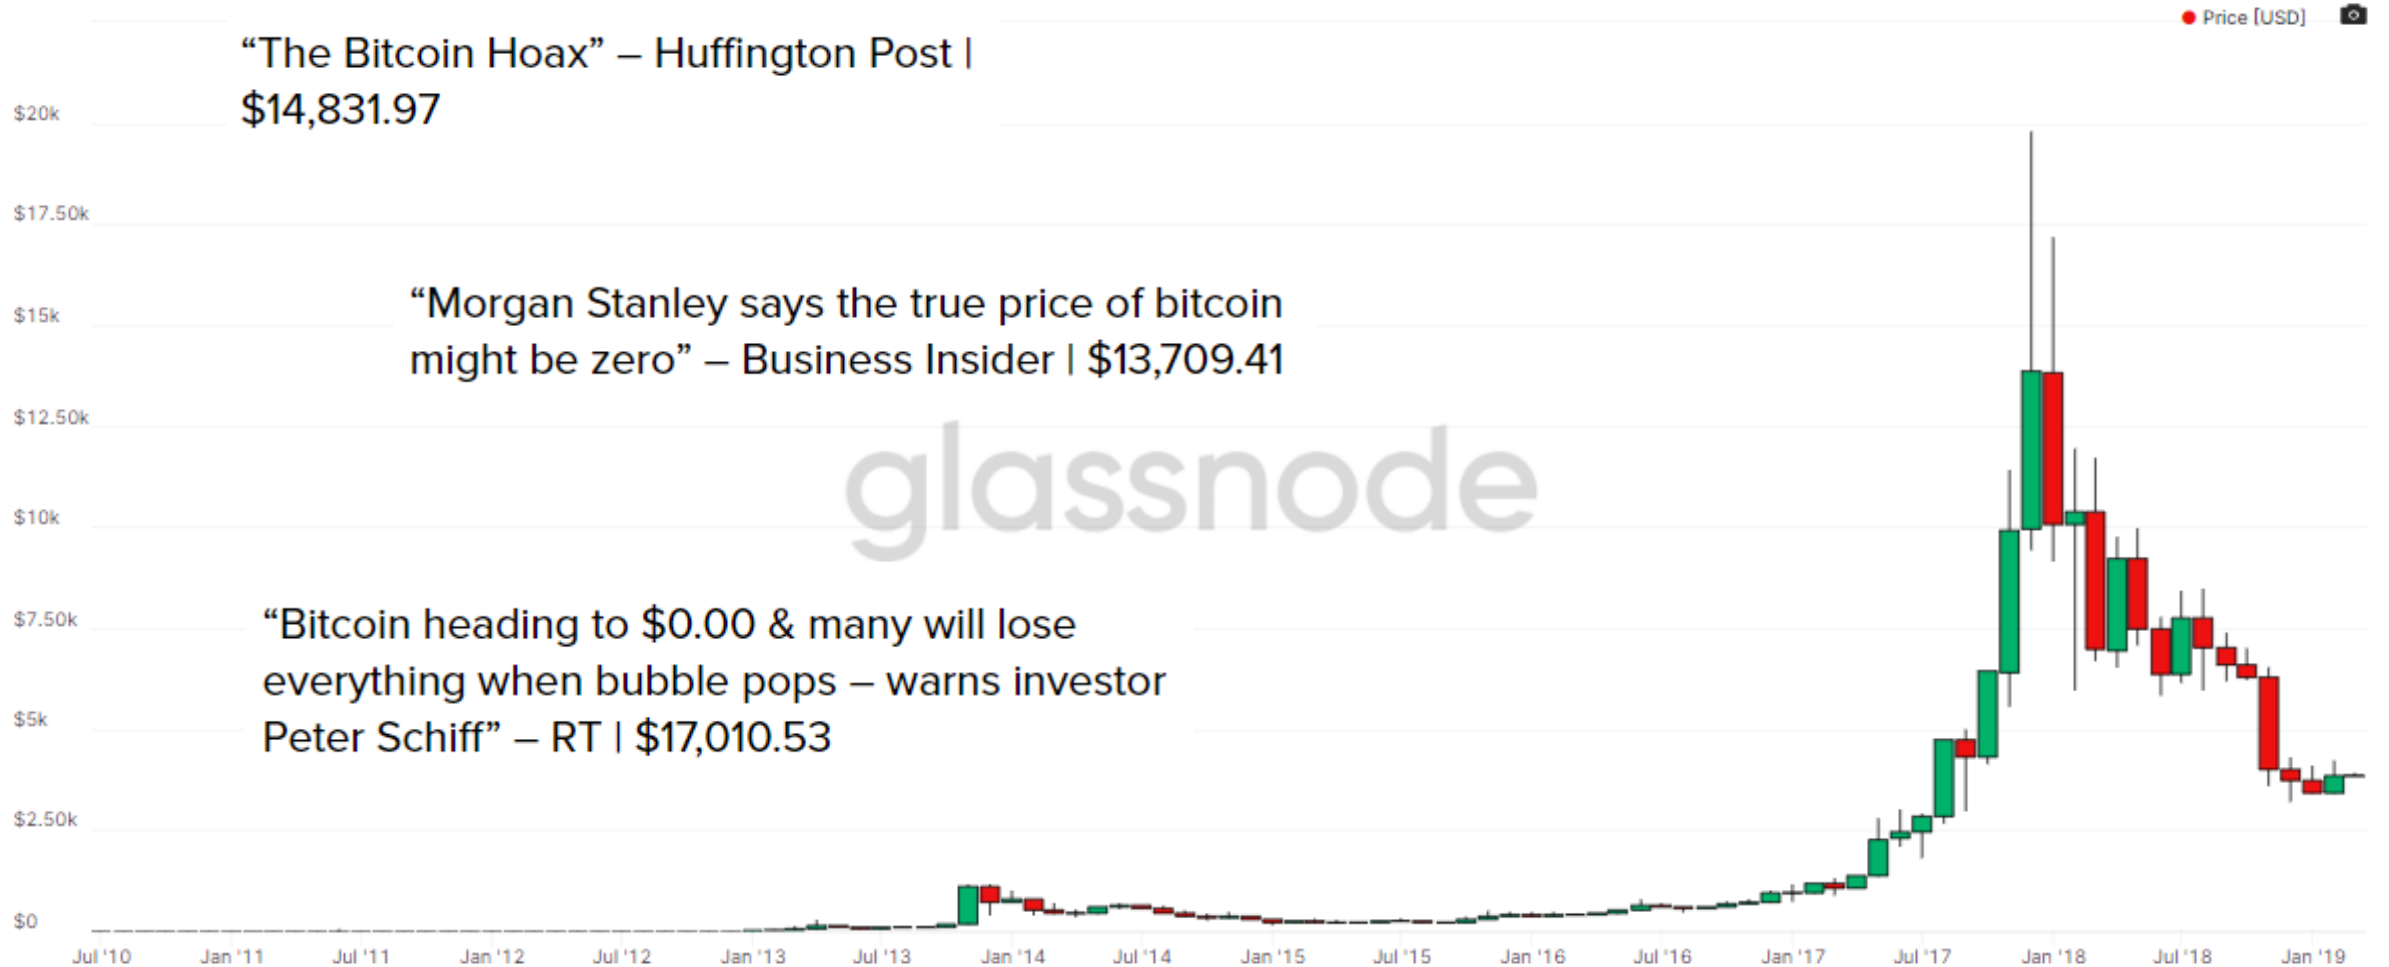 Price [USD]
“The Bitcoin Hoax” – Huffington Post |
$14,831.97
$20k
$17.50k
“Morgan Stanley says the true price of bitcoin
might be zero” – Business Insider | $13,709.41
$15k
$12.50k
glassnode
$10k
“Bitcoin heading to $0.00 & many will lose
everything when bubble pops – warns investor
Peter Schiff” – RT | $17,010.53
$7.50k
$5k
$2.50k
$0
Jul '10 Jan '11 Jul '11 Jan '12 Jul '12 Jan '13 Jul '13 Jan '14 Jul '14 Jan '15 Jul '15 Jan '16 Jul '16 Jan '17 Jul '17 Jan '18 Jul '18 Jan '19